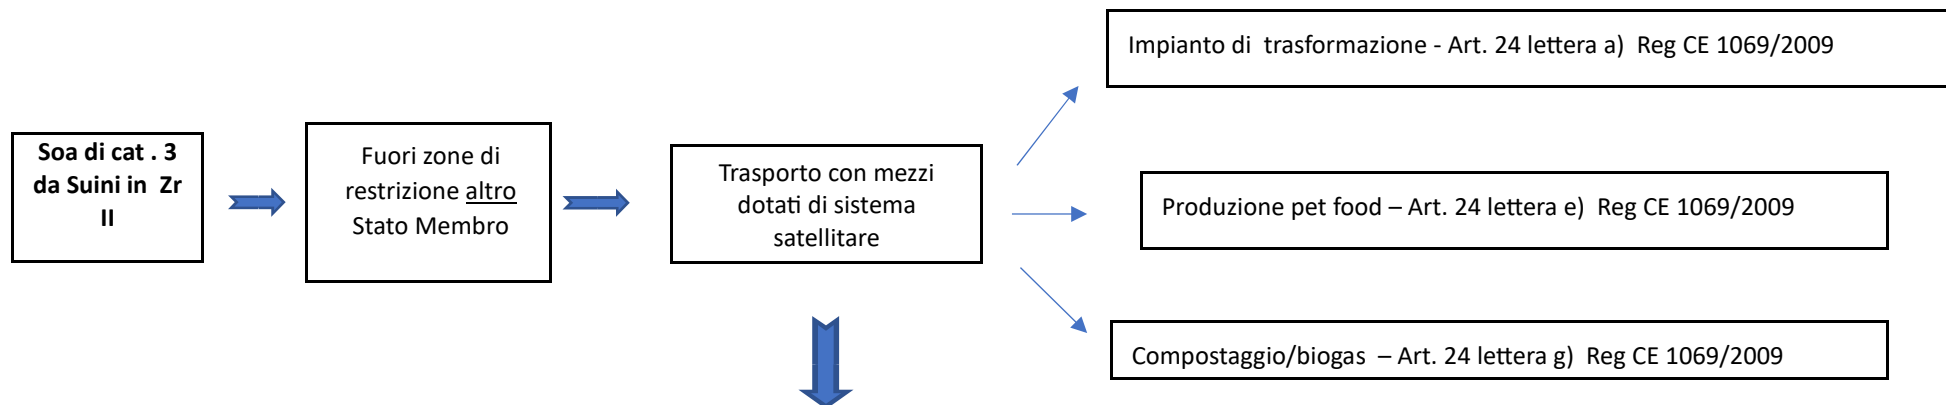 Soa di cat . 3
da Suini in Zr
II
Fuori zone di
restrizione altro
Stato Membro
Trasporto con mezzi
dotati di sistema
satellitare
Impianto di trasformazione - Art. 24 lettera a) Reg CE 1069/2009
Produzione pet food – Art. 24 lettera e) Reg CE 1069/2009
Compostaggio/biogas – Art. 24 lettera g) Reg CE 1069/2009